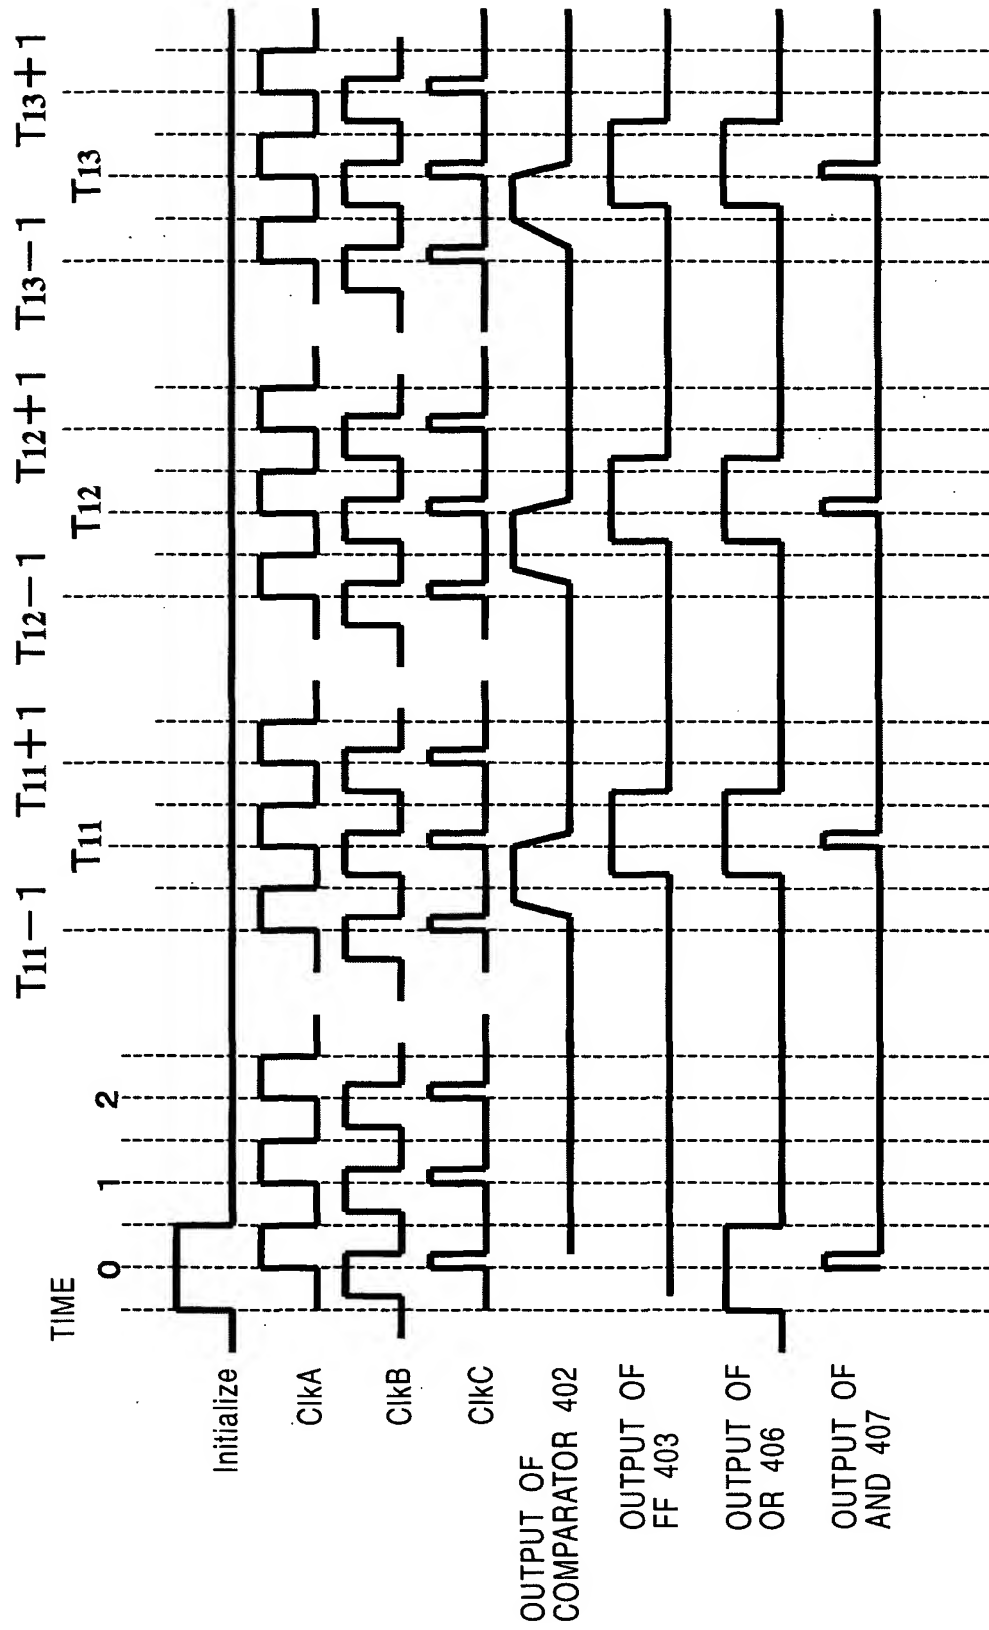 TIME
0
1
2
T11−1
T11
T11+1
T12−1
T12
T12+1
T13−1
T13
T13+1
Initialize
ClkA
ClkB
ClkC
OUTPUT OF
COMPARATOR 402
OUTPUT OF
FF 403
OUTPUT OF
OR 406
OUTPUT OF
AND 407